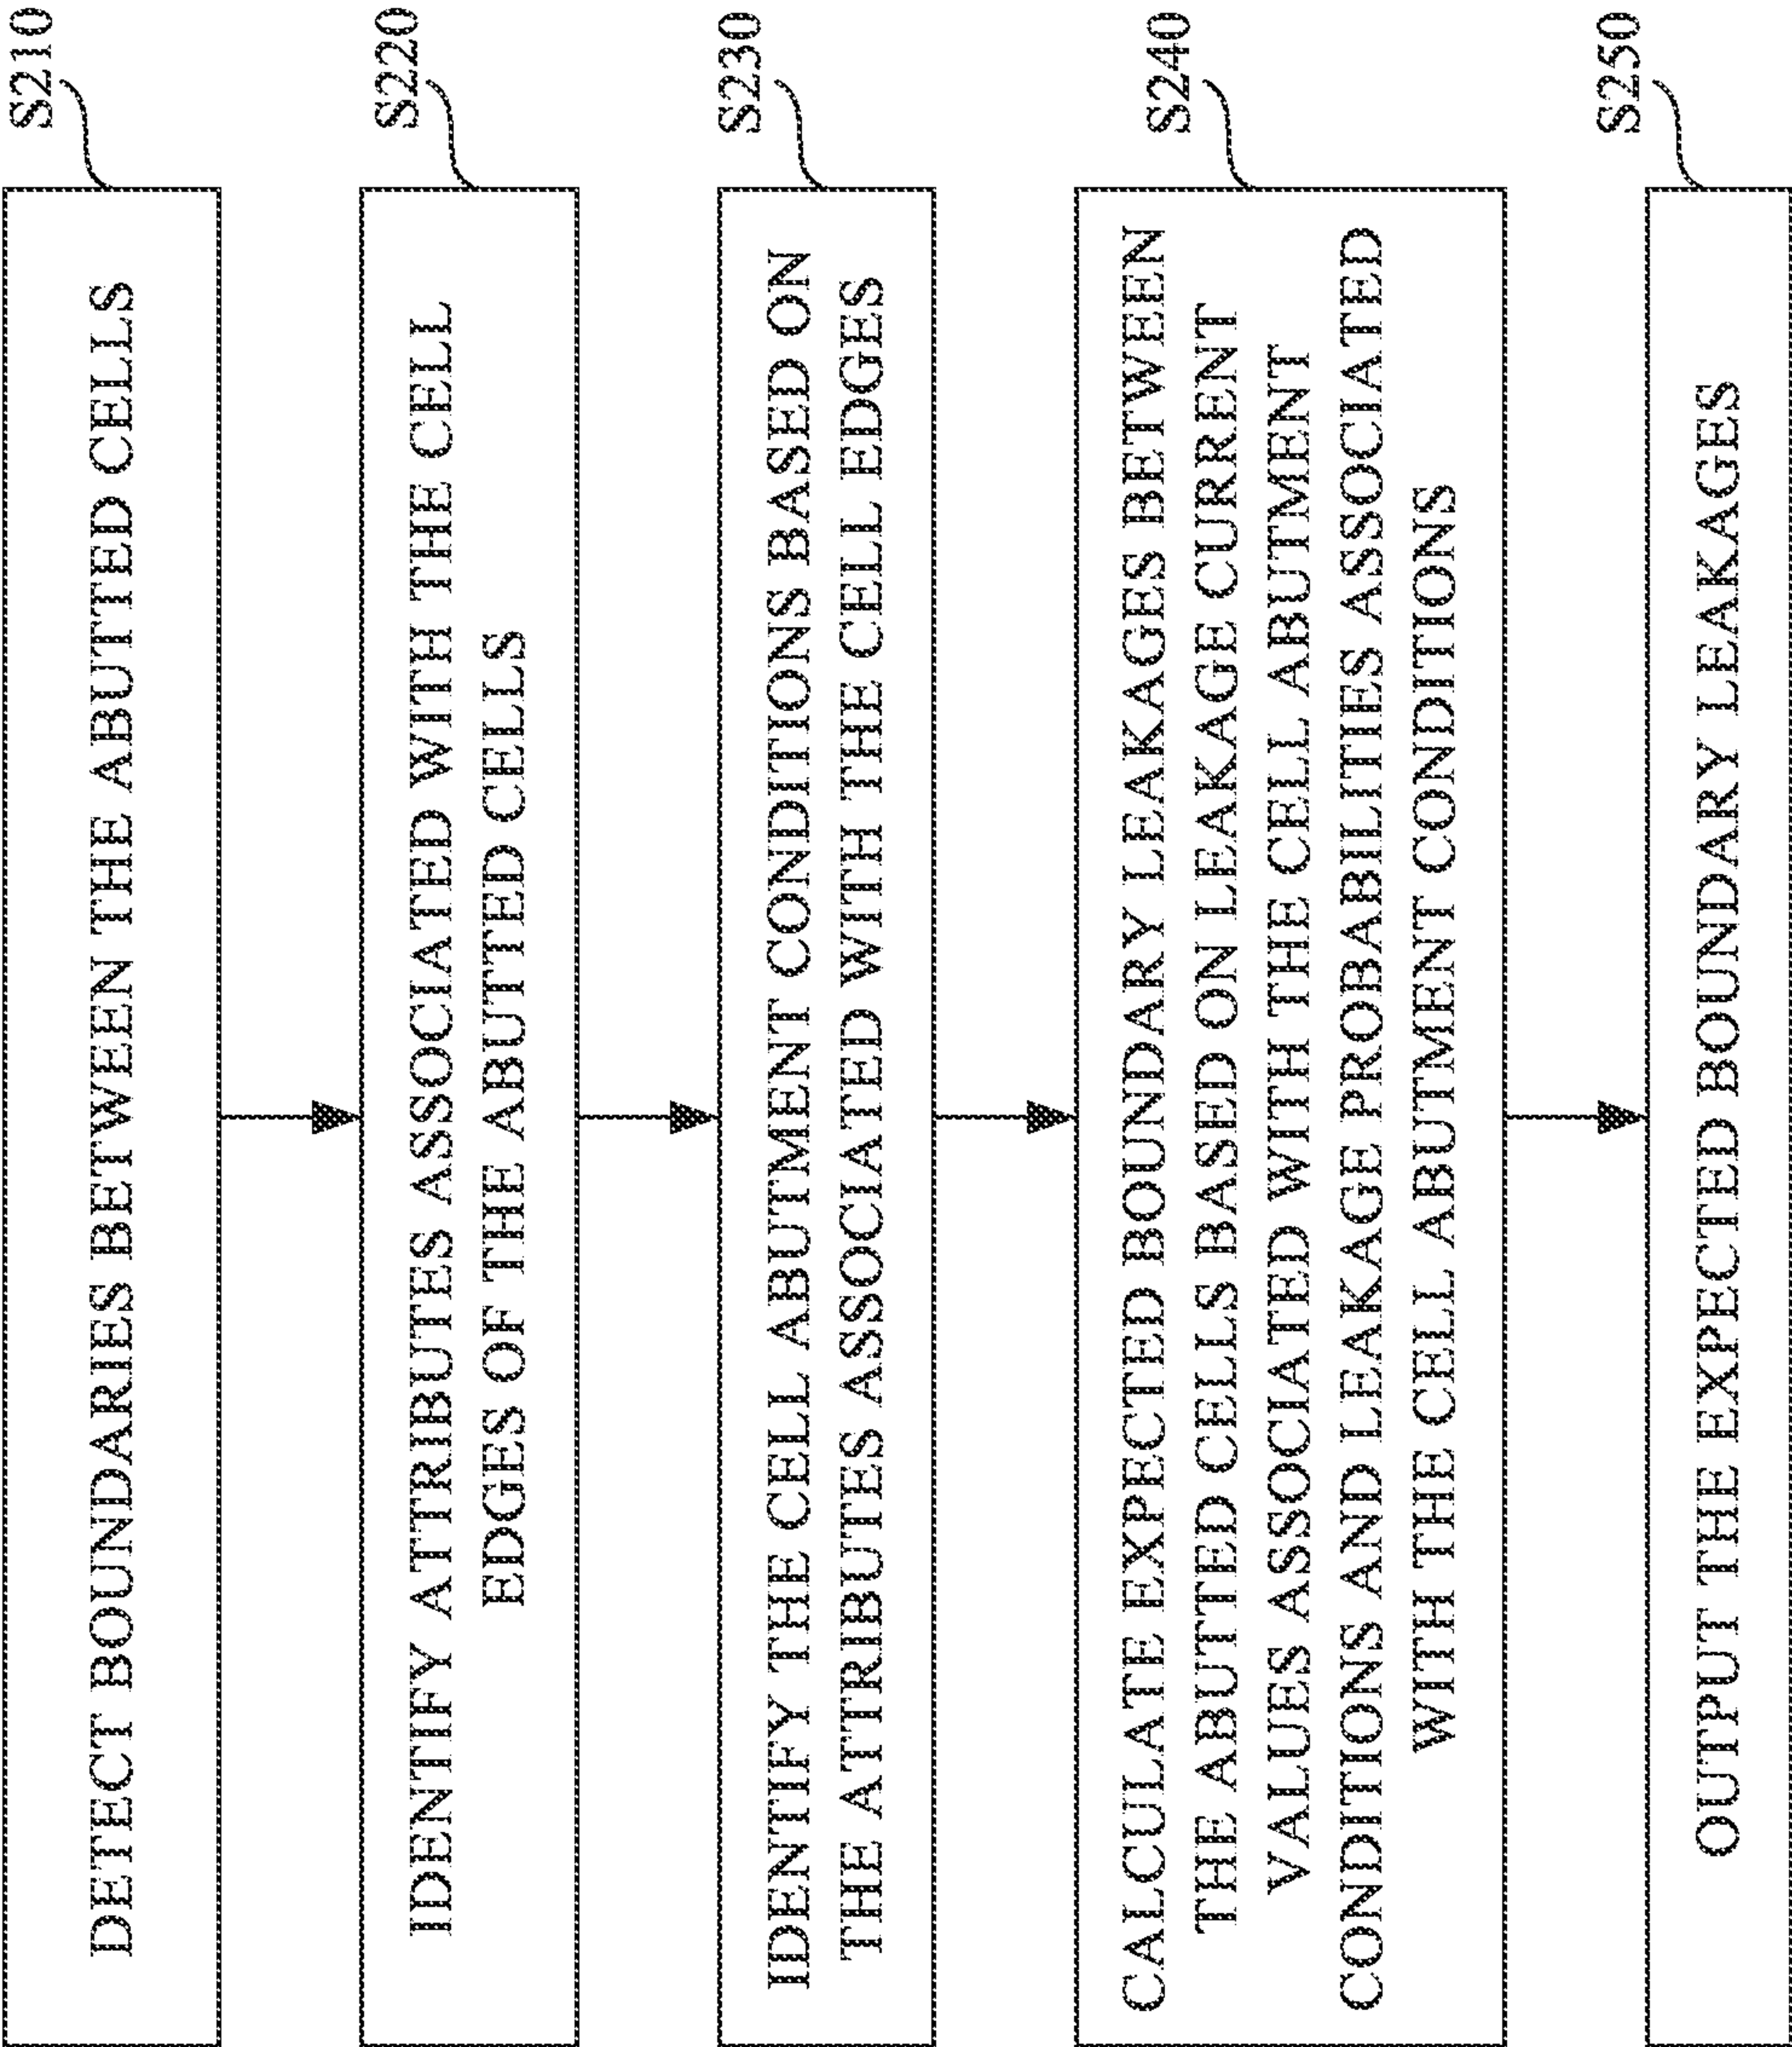 S210
DETECT BOUNDARIES BETWEEN THE ABUTTED CELLS
S220
IDENTIFY ATTRIBUTES ASSOCIATED WITH THE CELL
EDGES OF THE ABUTTED CELLS
S230
IDENTIFY THE CELL ABUTMENT CONDITIONS BASED ON
THE ATTRIBUTES ASSOCIATED WITH THE CELL EDGES
S240
CALCULATE EXPECTED BOUNDARY LEAKAGES BETWEEN
THE ABUTTED CELLS BASED ON LEAKAGE CURRENT
VALUES ASSOCIATED WITH THE CELL ABUTMENT
CONDITIONS AND LEAKAGE PROBABILITIES ASSOCIATED
WITH THE CELL ABUTMENT CONDITIONS
S250
OUTPUT THE EXPECTED BOUNDARY LEAKAGES